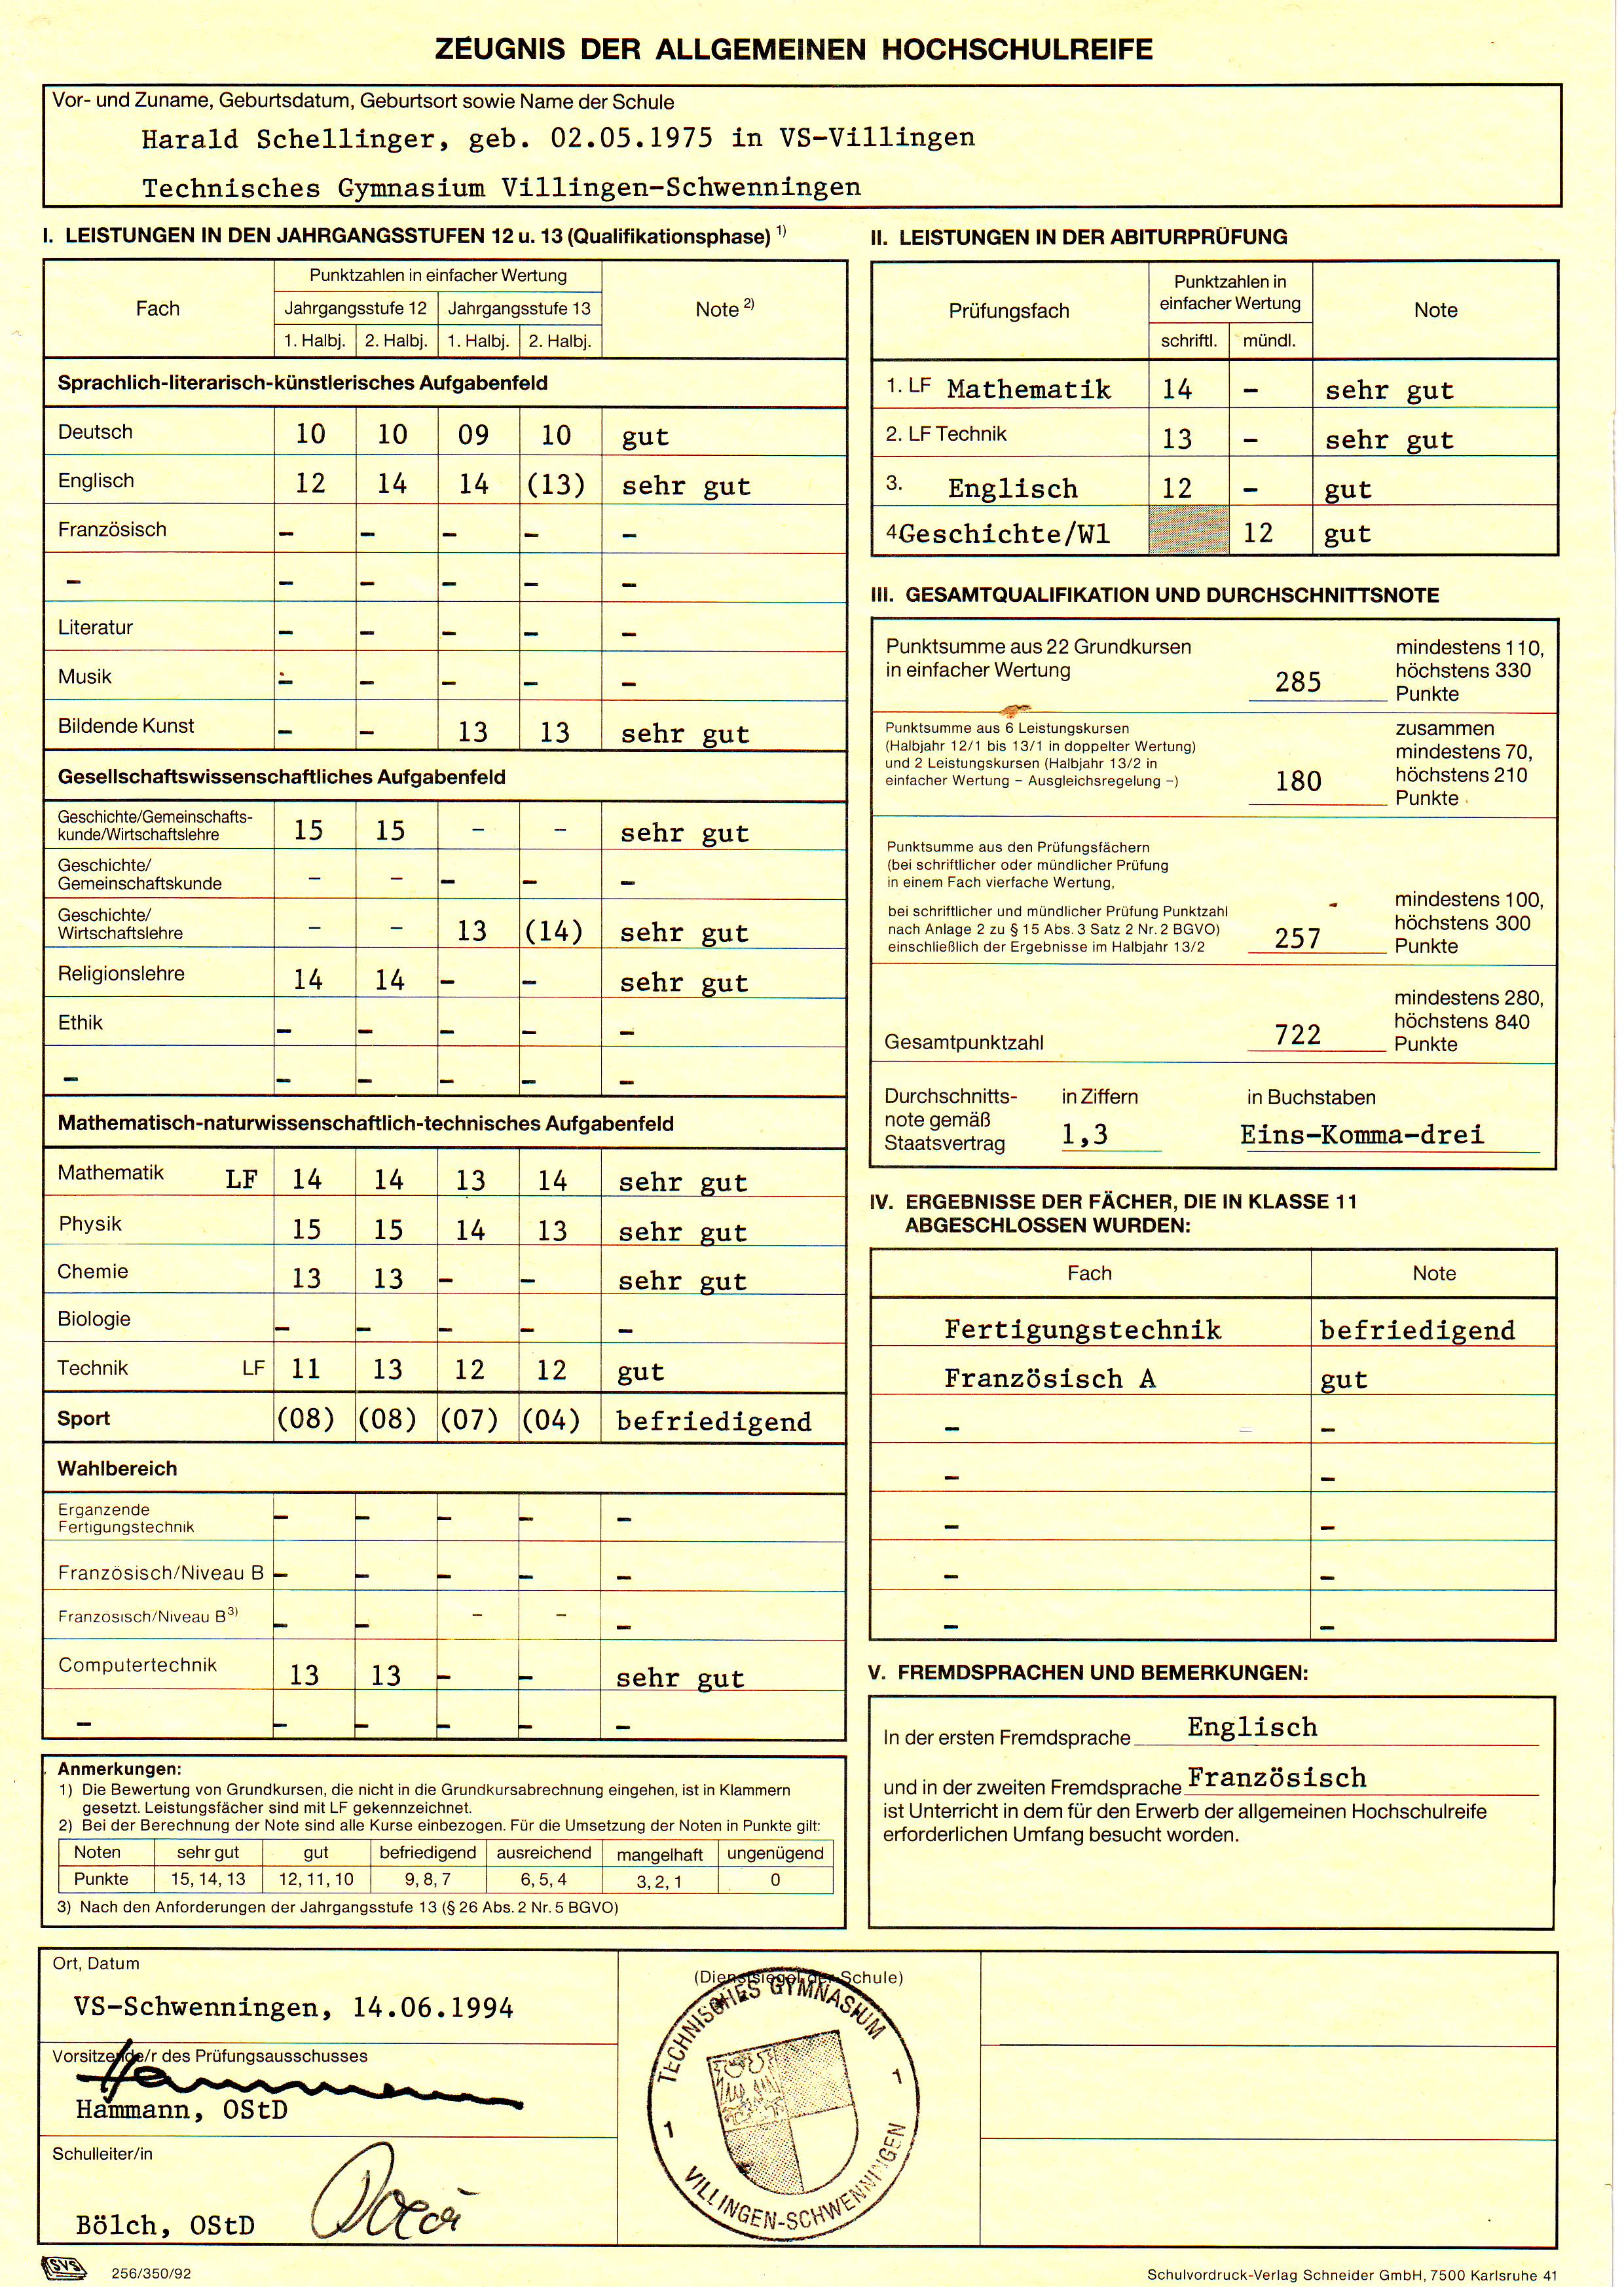 ZEUGNIS DER ALLGEMEINEN HOCHSCHULREIFE
Vor- und Zuname, Geburtsdatum, Geburtsort sowie Name der Schule
Harald Schellinger, geb. 02.05.1975 in VS-Villingen
Technisches Gymnasium Villingen-Schwenningen
I. LEISTUNGEN IN DEN JAHRGANGSSTUFEN 12 u. 13 (Qualifikationsphase) 1)
Fach
Punktzahlen in einfacher Wertung
Jahrgangsstufe 12 Jahrgangsstufe 13
1. Halbj. 2. Halbj. 1. Halbj. 2. Halbj.
Note 2)
Sprachlich-literarisch-künstlerisches Aufgabenfeld
Deutsch 10 10 09 10 gut
Englisch 12 14 14 (13) sehr gut
Französisch – – – – –
– – – – – –
Literatur – – – – –
Musik – – – – –
Bildende Kunst – – 13 13 sehr gut
Gesellschaftswissenschaftliches Aufgabenfeld
Geschichte/Gemeinschafts-
kunde/Wirtschaftslehre 15 15 – – sehr gut
Geschichte/
Gemeinschaftskunde – – – – –
Geschichte/
Wirtschaftslehre – – 13 (14) sehr gut
Religionslehre 14 14 – – sehr gut
Ethik – – – – –
– – – – – –
Mathematisch-naturwissenschaftlich-technisches Aufgabenfeld
Mathematik LF 14 14 13 14 sehr gut
Physik 15 15 14 13 sehr gut
Chemie 13 13 – – sehr gut
Biologie – – – – –
Technik LF 11 13 12 12 gut
Sport (08) (08) (07) (04) befriedigend
Wahlbereich
Ergänzende
Fertigungstechnik – – – – –
Französisch/Niveau B – – – – –
Französisch/Niveau B3) – – – – –
Computertechnik 13 13 – – sehr gut
– – – – – –
Anmerkungen:
1) Die Bewertung von Grundkursen, die nicht in die Grundkursabrechnung eingehen, ist in Klammern
gesetzt. Leistungsfächer sind mit LF gekennzeichnet.
2) Bei der Berechnung der Note sind alle Kurse einbezogen. Für die Umsetzung der Noten in Punkte gilt:
Noten sehr gut gut befriedigend ausreichend mangelhaft ungenügend
Punkte 15, 14, 13 12, 11, 10 9, 8, 7 6, 5, 4 3, 2, 1 0
3) Nach den Anforderungen der Jahrgangsstufe 13 (§ 26 Abs. 2 Nr. 5 BGVO)
II. LEISTUNGEN IN DER ABITURPRÜFUNG
Prüfungsfach
Punktzahlen in
einfacher Wertung
schriftl. mündl.
Note
1. LF Mathematik 14 – sehr gut
2. LF Technik 13 – sehr gut
3. Englisch 12 – gut
4Geschichte/Wl 12 gut
III. GESAMTQUALIFIKATION UND DURCHSCHNITTSNOTE
Punktsumme aus 22 Grundkursen
in einfacher Wertung
285
mindestens 110,
höchstens 330
Punkte
Punktsumme aus 6 Leistungskursen
(Halbjahr 12/1 bis 13/1 in doppelter Wertung)
und 2 Leistungskursen (Halbjahr 13/2 in
einfacher Wertung – Ausgleichsregelung –)
180
zusammen
mindestens 70,
höchstens 210
Punkte
Punktsumme aus den Prüfungsfächern
(bei schriftlicher oder mündlicher Prüfung
in einem Fach vierfache Wertung,
bei schriftlicher und mündlicher Prüfung Punktzahl
nach Anlage 2 zu § 15 Abs. 3 Satz 2 Nr. 2 BGVO)
einschließlich der Ergebnisse im Halbjahr 13/2
257
mindestens 100,
höchstens 300
Punkte
Gesamtpunktzahl
722
mindestens 280,
höchstens 840
Punkte
Durchschnitts-
note gemäß
Staatsvertrag
in Ziffern
1,3
in Buchstaben
Eins-Komma-drei
IV. ERGEBNISSE DER FÄCHER, DIE IN KLASSE 11
ABGESCHLOSSEN WURDEN:
Fach Note
Fertigungstechnik befriedigend
Französisch A gut
– –
– –
– –
– –
– –
V. FREMDSPRACHEN UND BEMERKUNGEN:
In der ersten Fremdsprache Englisch
und in der zweiten Fremdsprache Französisch
ist Unterricht in dem für den Erwerb der allgemeinen Hochschulreife
erforderlichen Umfang besucht worden.
Ort, Datum
VS-Schwenningen, 14.06.1994
Vorsitzende/r des Prüfungsausschusses
Hammann, OStD
Schulleiter/in
Bölch, OStD
(Dienstsiegel der Schule)
TECHNISCHES GYMNASIUM
1 1
VILLINGEN-SCHWENNINGEN
SVS
256/350/92
Schulvordruck-Verlag Schneider GmbH, 7500 Karlsruhe 41